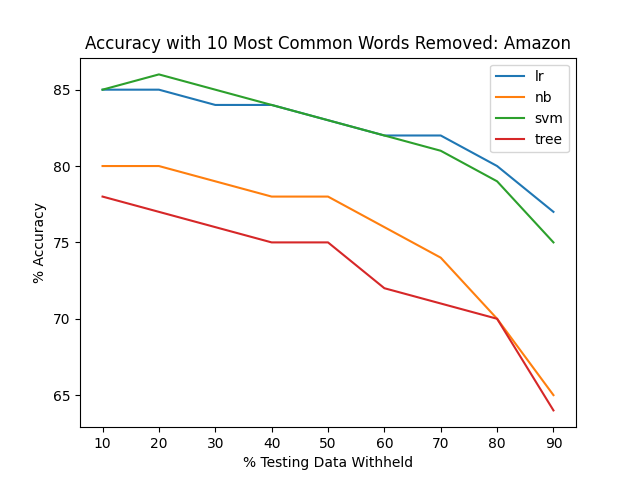 Accuracy with 10 Most Common Words Removed: Amazon
lr
nb
svm
tree
85
80
75
70
65
% Accuracy
10 20 30 40 50 60 70 80 90
% Testing Data Withheld